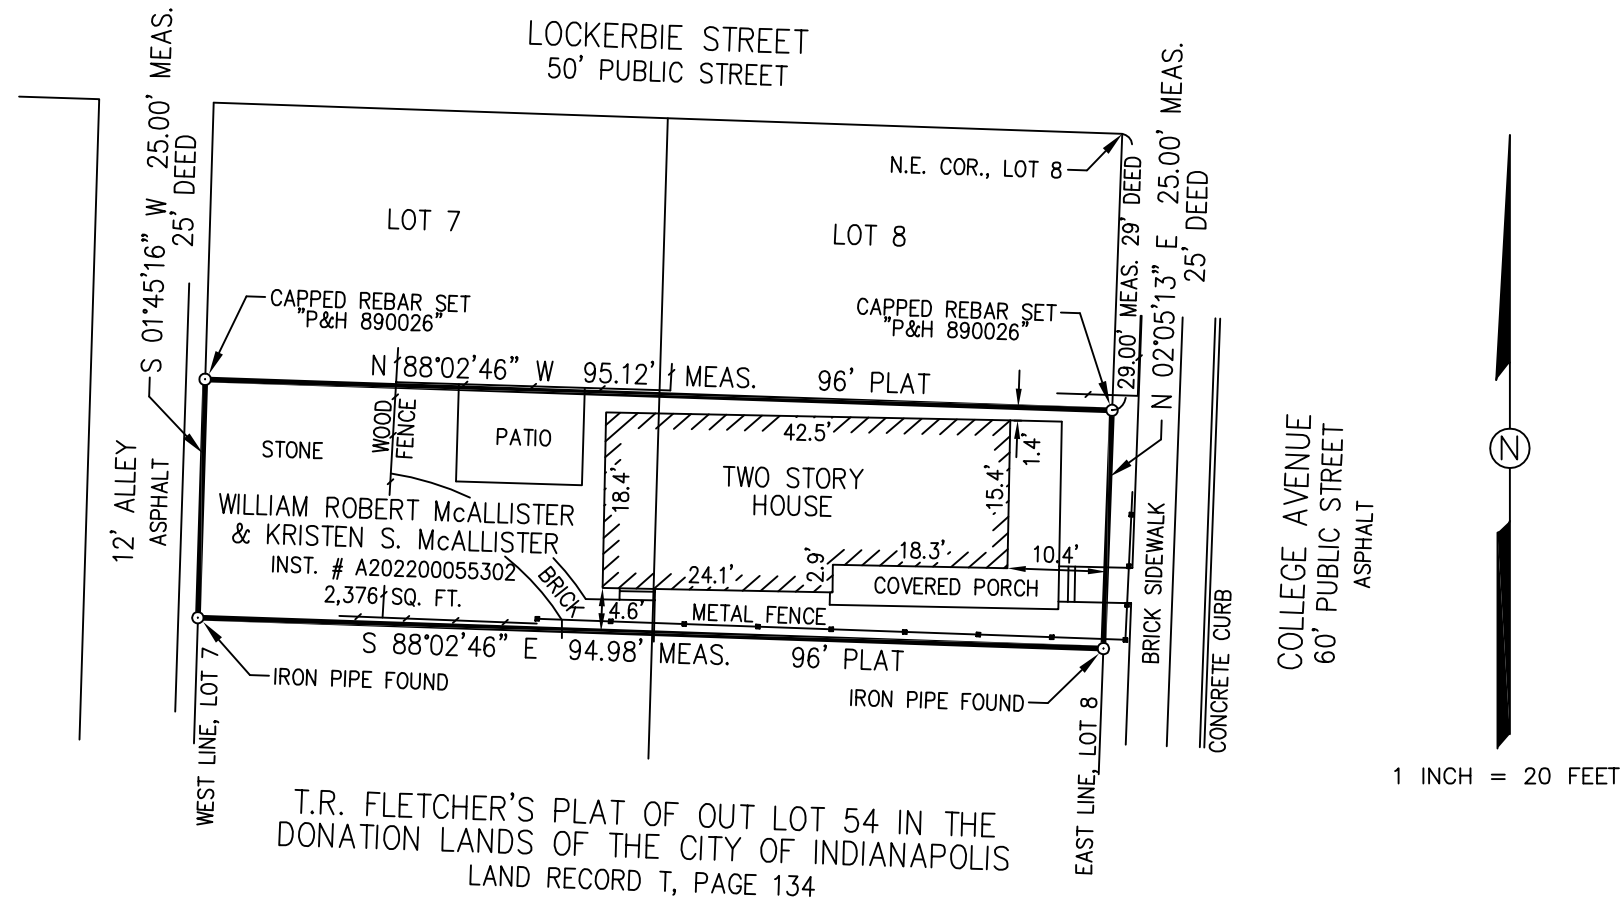 LOCKERBIE STREET
50' PUBLIC STREET
S 01°45'16" W 25.00' MEAS.
25' DEED
N.E. COR., LOT 8
29.00' MEAS. 29' DEED
N 02°05'13" E 25.00' MEAS.
25' DEED
LOT 7
LOT 8
CAPPED REBAR SET
"P&H 890026"
CAPPED REBAR SET
"P&H 890026"
N 88°02'46" W 95.12' MEAS. 96' PLAT
WOOD
FENCE
STONE
PATIO
42.5'
1.4'
18.4'
TWO STORY
HOUSE
15.4'
12' ALLEY
ASPHALT
WILLIAM ROBERT McALLISTER
& KRISTEN S. McALLISTER
INST. # A202200055302
2,376 SQ. FT.
BRICK
24.1'
2.9'
18.3'
10.4'
COVERED PORCH
4.6'
METAL FENCE
S 88°02'46" E 94.98' MEAS. 96' PLAT
IRON PIPE FOUND
IRON PIPE FOUND
WEST LINE, LOT 7
EAST LINE, LOT 8
BRICK SIDEWALK
CONCRETE CURB
COLLEGE AVENUE
60' PUBLIC STREET
ASPHALT
N
1 INCH = 20 FEET
T.R. FLETCHER'S PLAT OF OUT LOT 54 IN THE
DONATION LANDS OF THE CITY OF INDIANAPOLIS
LAND RECORD T, PAGE 134